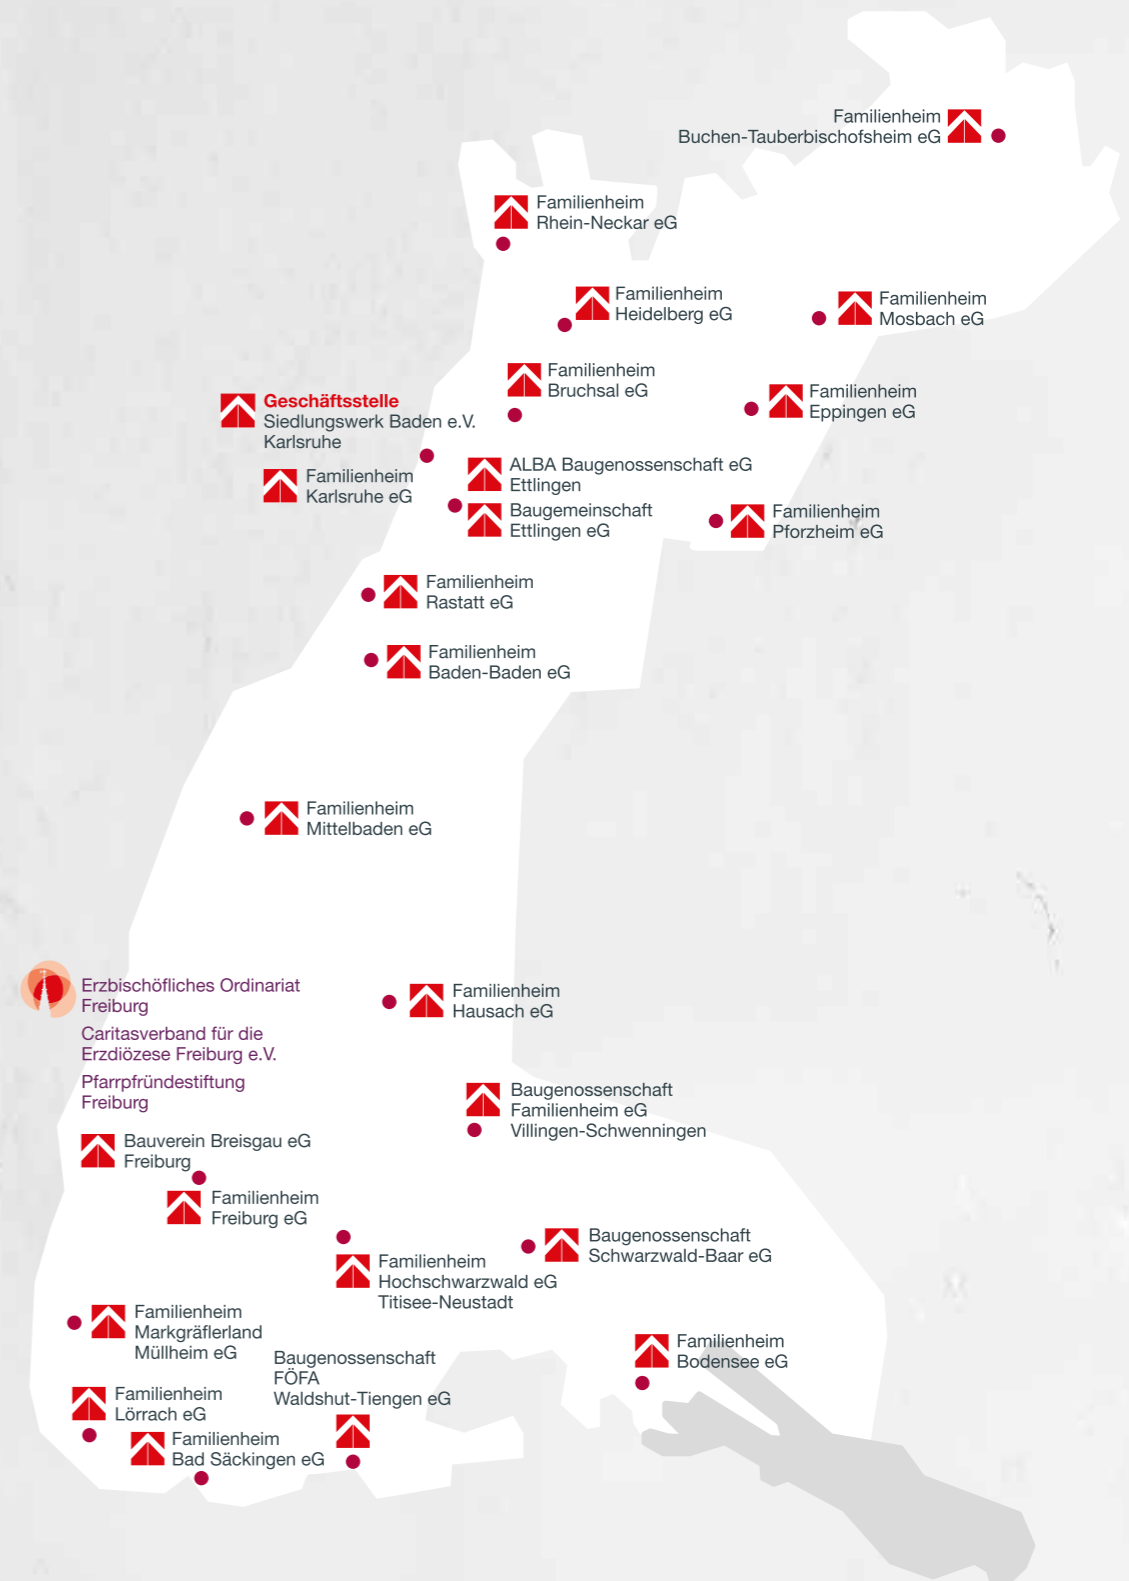 Familienheim
Buchen-Tauberbischofsheim eG
Familienheim
Rhein-Neckar eG
Familienheim
Heidelberg eG
Familienheim
Mosbach eG
Familienheim
Bruchsal eG
Familienheim
Eppingen eG
Geschäftsstelle
Siedlungswerk Baden e.V.
Karlsruhe
Familienheim
Karlsruhe eG
ALBA Baugenossenschaft eG
Ettlingen
Baugemeinschaft
Ettlingen eG
Familienheim
Pforzheim eG
Familienheim
Rastatt eG
Familienheim
Baden-Baden eG
Familienheim
Mittelbaden eG
Erzbischöfliches Ordinariat
Freiburg
Caritasverband für die
Erzdiözese Freiburg e.V.
Pfarrpfründestiftung
Freiburg
Familienheim
Hausach eG
Baugenossenschaft
Familienheim eG
Villingen-Schwenningen
Bauverein Breisgau eG
Freiburg
Familienheim
Freiburg eG
Familienheim
Hochschwarzwald eG
Titisee-Neustadt
Baugenossenschaft
Schwarzwald-Baar eG
Familienheim
Markgräflerland
Müllheim eG
Baugenossenschaft
FÖFA
Waldshut-Tiengen eG
Familienheim
Bodensee eG
Familienheim
Lörrach eG
Familienheim
Bad Säckingen eG